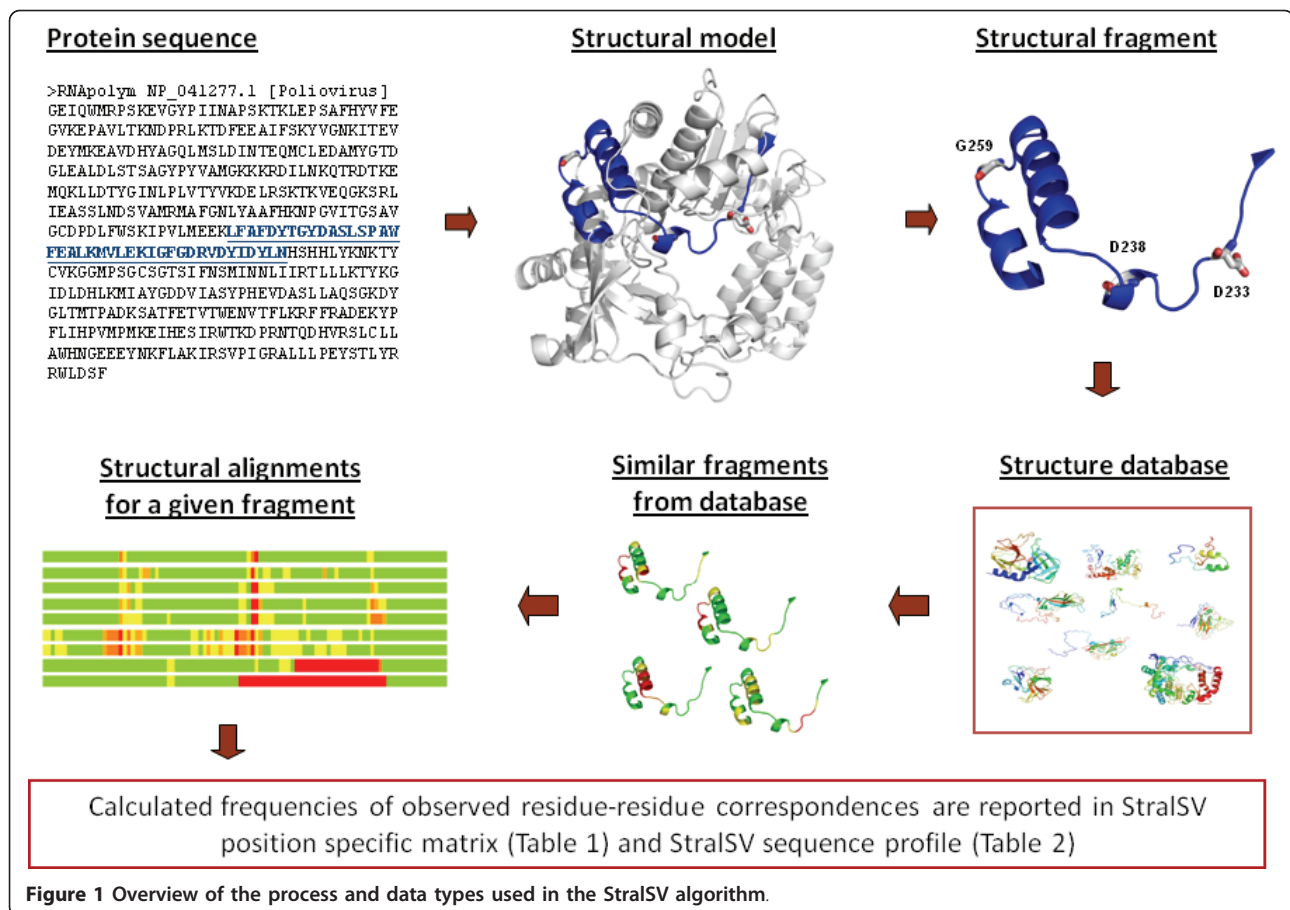 Protein sequence
Structural model
Structural fragment
>RNApolym NP_041277.1 [Poliovirus]
GEIQWMRPSKEVGYPIINAPSKTKLEPSAFHYVFE
GVKEPAVLTKNDPRLKTDFEEAIFSKYVGNKITEV
DEYMKEAVDHYAGQLMSLDINTEQMCLEDAMYGTD
GLEALDLSTSAGYPYVAMGKKKRDILNKQTRDTKE
MQKLLDTYGINLPLVTYVKDELRSKTKVEQGKSRL
IEASSLNDSVAMRMAFGNLYAAFHKNPGVITGSAV
GCDPDLFWSKIPVLMEEKLFAFDYTGYDASLSPAW
FEALKMVLEKIGFGDRVDYIDYLNHSHHLYKNKTY
CVKGGMPSGCSGTSIFNSMINNLIIRTLLLKTYKG
IDLDHLKMIAYGDDVIASYPHEVDASLLAQSGKDY
GLTMTPADKSATFETVTWENVTFLKRFFRADEKYP
FLIHPVMPMKEIHESIRWTKDPRNTQDHVRSLCLL
AWHNGEEEYNKFLAKIRSVPIGRALLLPEYSTLYR
RWLDSF
G259
D238
D233
Structural alignments
for a given fragment
Similar fragments
from database
Structure database
Calculated frequencies of observed residue-residue correspondences are reported in StralSV
position specific matrix (Table 1) and StralSV sequence profile (Table 2)
Figure 1 Overview of the process and data types used in the StralSV algorithm.